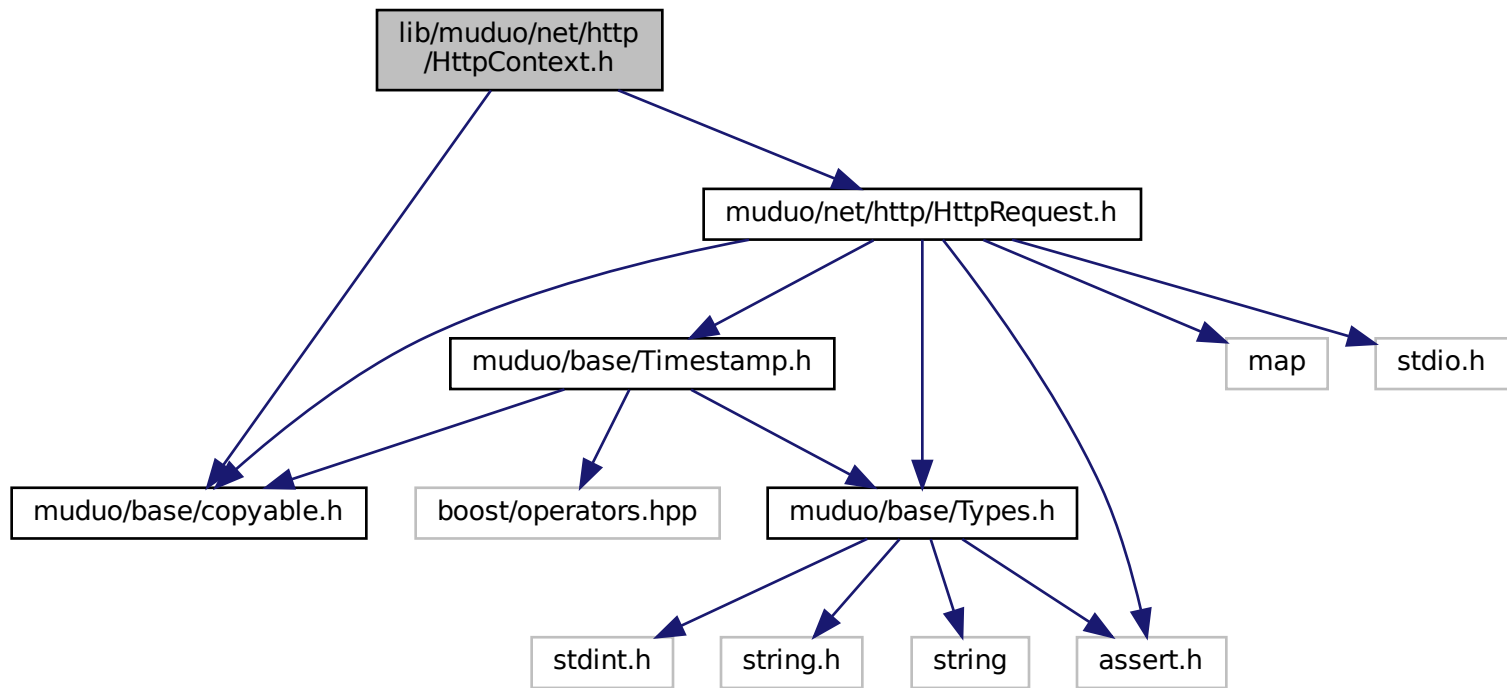 lib/muduo/net/http
/HttpContext.h
muduo/net/http/HttpRequest.h
muduo/base/Timestamp.h
map
stdio.h
muduo/base/copyable.h
boost/operators.hpp
muduo/base/Types.h
stdint.h
string.h
string
assert.h